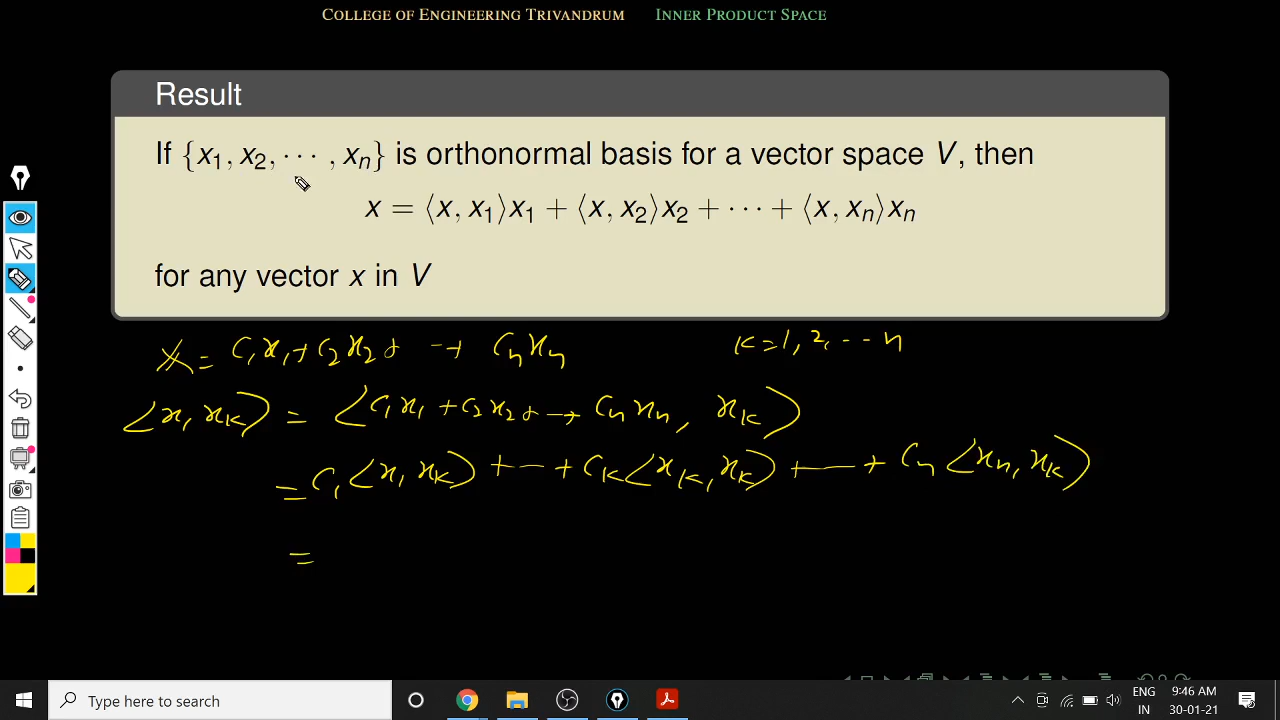 COLLEGE OF ENGINEERING TRIVANDRUM INNER PRODUCT SPACE
Result
If {x₁, x₂, ⋯ , xₙ} is orthonormal basis for a vector space V, then
x = ⟨x, x₁⟩x₁ + ⟨x, x₂⟩x₂ + ⋯ + ⟨x, xₙ⟩xₙ
for any vector x in V
x = c₁x₁ + c₂x₂ + ⋯ + cₙxₙ k = 1, 2, ⋯ n
⟨x, xₖ⟩ = ⟨c₁x₁ + c₂x₂ + ⋯ + cₙxₙ, xₖ⟩
= c₁⟨x₁, xₖ⟩ + ⋯ + cₖ⟨xₖ, xₖ⟩ + ⋯ + cₙ⟨xₙ, xₖ⟩
=
Type here to search
ENG
IN
9:46 AM
30-01-21